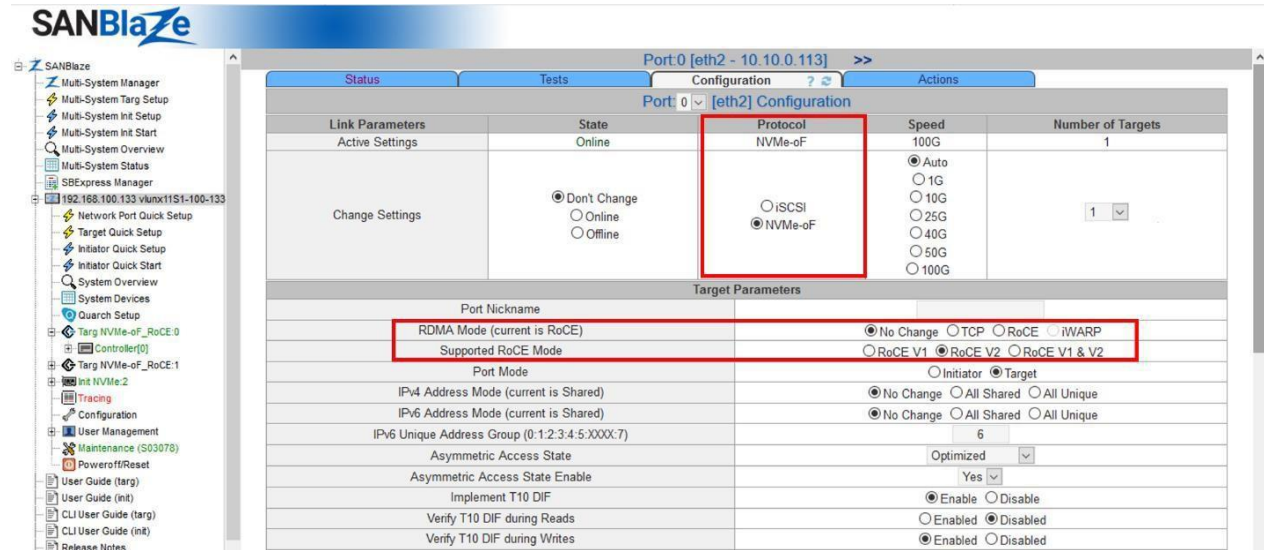 SANBlaze
SANBlaze
Multi-System Manager
Multi-System Targ Setup
Multi-System Init Setup
Multi-System Init Start
Multi-System Overview
Multi-System Status
SBExpress Manager
192.168.100.133 vlunx11S1-100-133
Network Port Quick Setup
Target Quick Setup
Initiator Quick Setup
Initiator Quick Start
System Overview
System Devices
Quarch Setup
Targ NVMe-oF_RoCE:0
Controller[0]
Targ NVMe-oF_RoCE:1
Init NVMe:2
Tracing
Configuration
User Management
Maintenance (S03078)
Poweroff/Reset
User Guide (targ)
User Guide (init)
CLI User Guide (targ)
CLI User Guide (init)
Release Notes
Port:0 [eth2 - 10.10.0.113] >>
Status Tests Configuration ? Actions
Port: 0 [eth2] Configuration
Link Parameters State Protocol Speed Number of Targets
Active Settings Online NVMe-oF 100G 1
Change Settings
Don't Change
Online
Offline
iSCSI
NVMe-oF
Auto
1G
10G
25G
40G
50G
100G
1
Target Parameters
Port Nickname
RDMA Mode (current is RoCE) No Change TCP RoCE iWARP
Supported RoCE Mode RoCE V1 RoCE V2 RoCE V1 & V2
Port Mode Initiator Target
IPv4 Address Mode (current is Shared) No Change All Shared All Unique
IPv6 Address Mode (current is Shared) No Change All Shared All Unique
IPv6 Unique Address Group (0:1:2:3:4:5:XXXX:7) 6
Asymmetric Access State Optimized
Asymmetric Access State Enable Yes
Implement T10 DIF Enable Disable
Verify T10 DIF during Reads Enabled Disabled
Verify T10 DIF during Writes Enabled Disabled